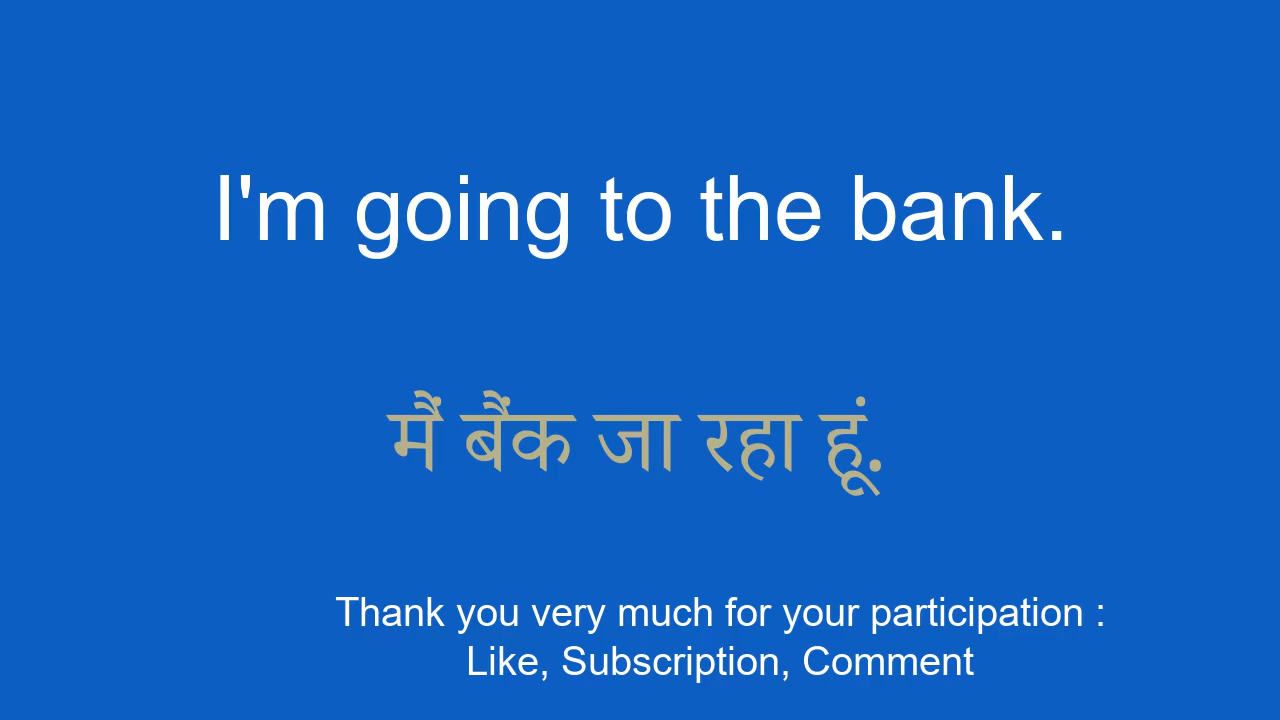 I'm going to the bank.
मैं बैंक जा रहा हूं.
Thank you very much for your participation :
Like, Subscription, Comment